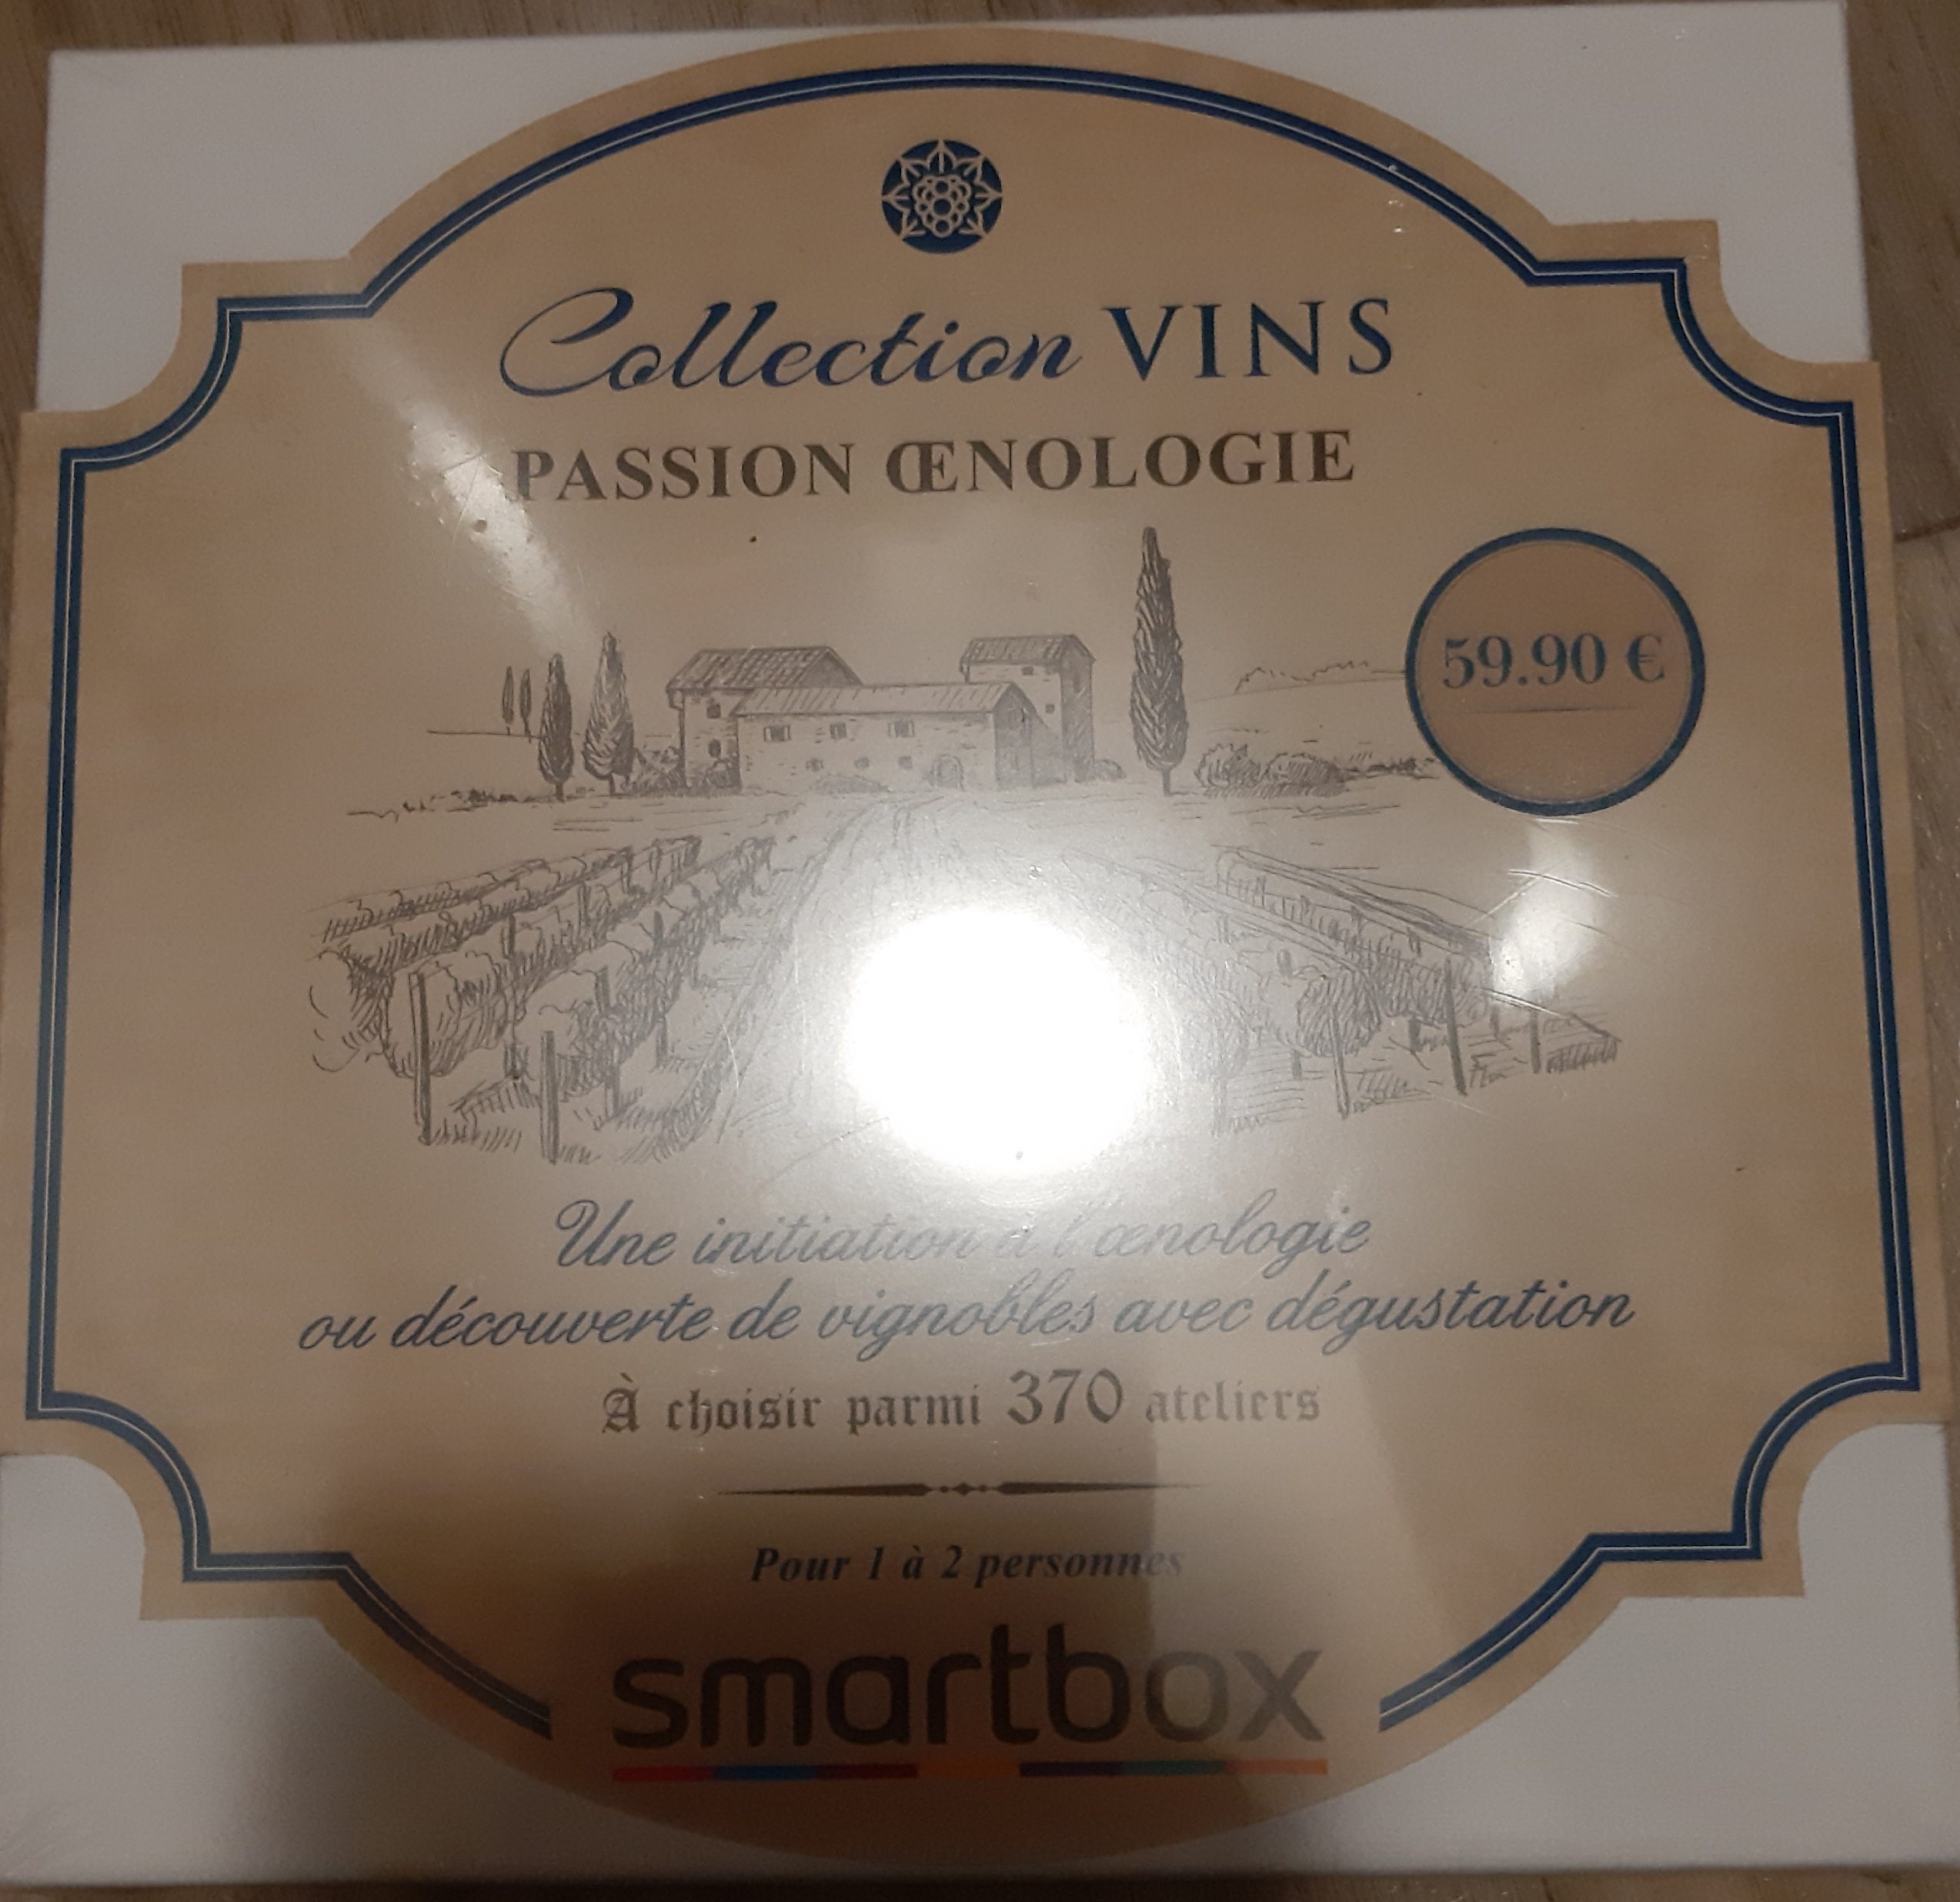 Collection VINS
PASSION ŒNOLOGIE
59.90 €
Une initiation à l'œnologie
ou découverte de vignobles avec dégustation
À choisir parmi 370 ateliers
Pour 1 à 2 personnes
smartbox